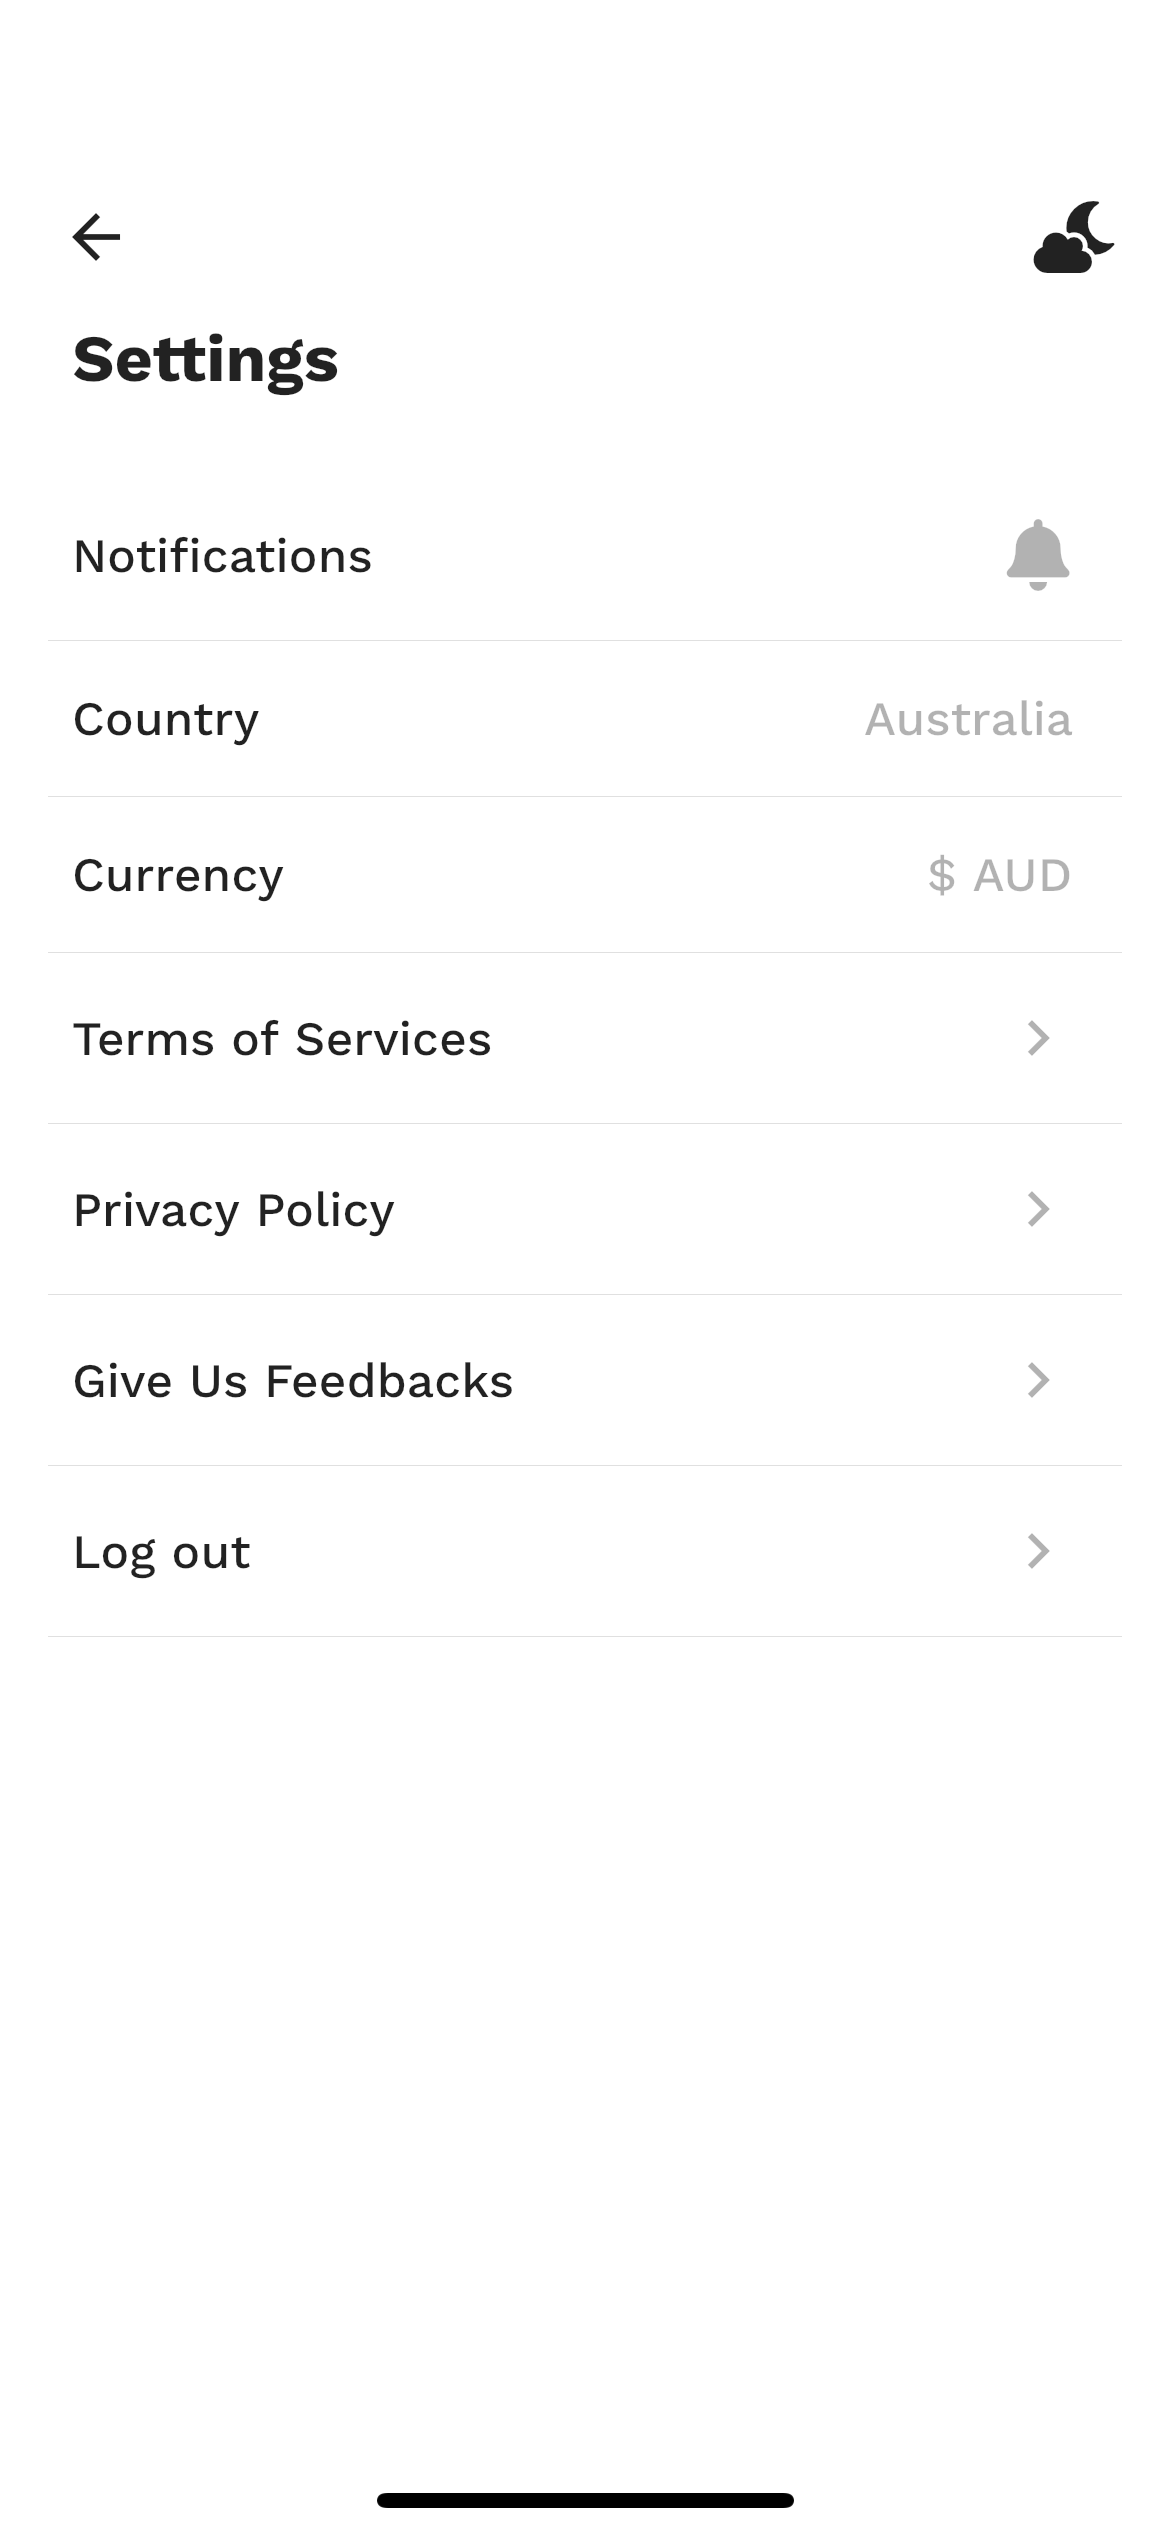 Settings
Notifications
Country Australia
Currency $ AUD
Terms of Services
Privacy Policy
Give Us Feedbacks
Log out